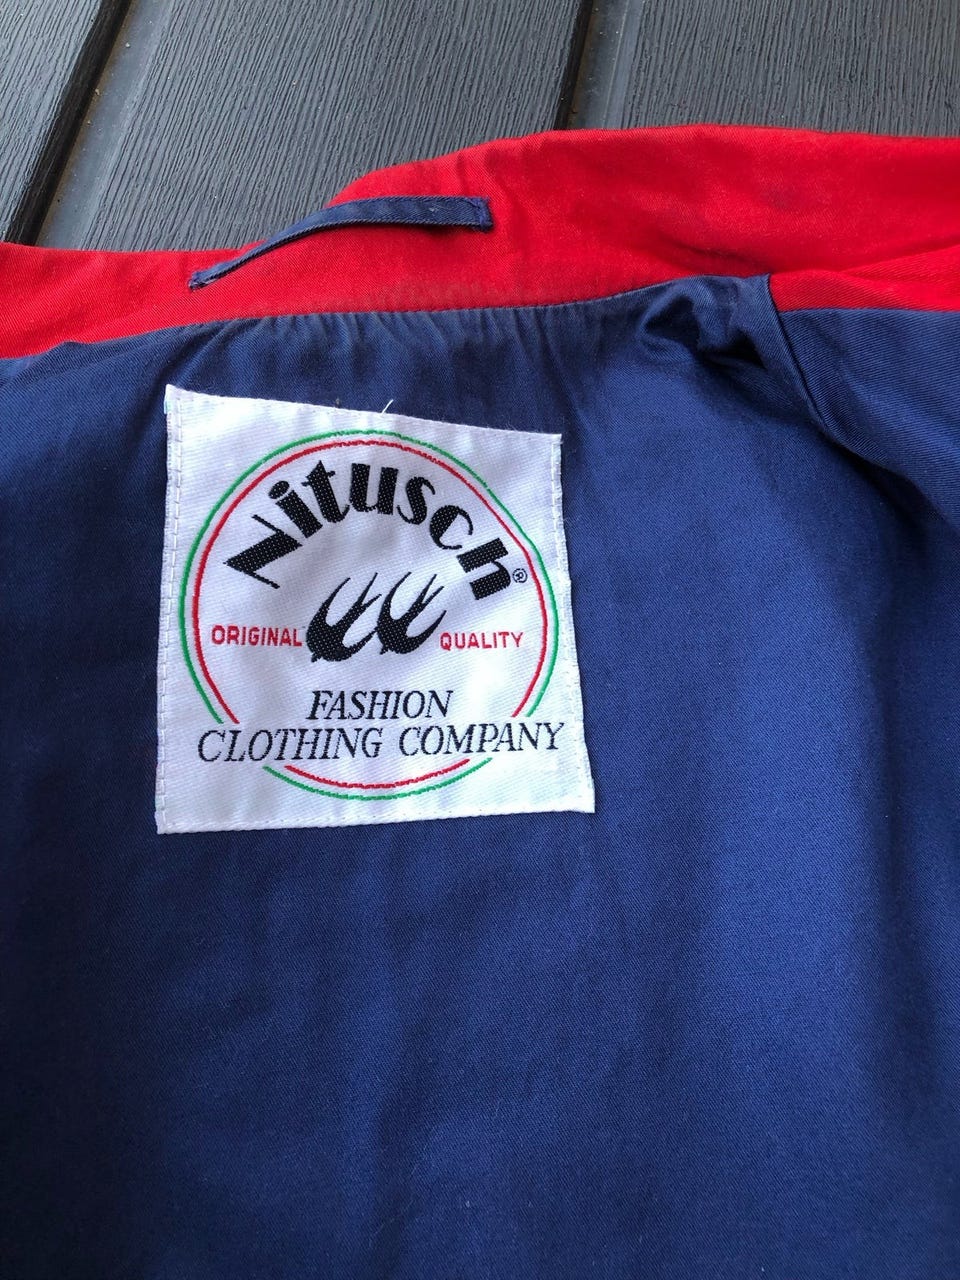 Nitusch®
ORIGINAL QUALITY
FASHION
CLOTHING COMPANY